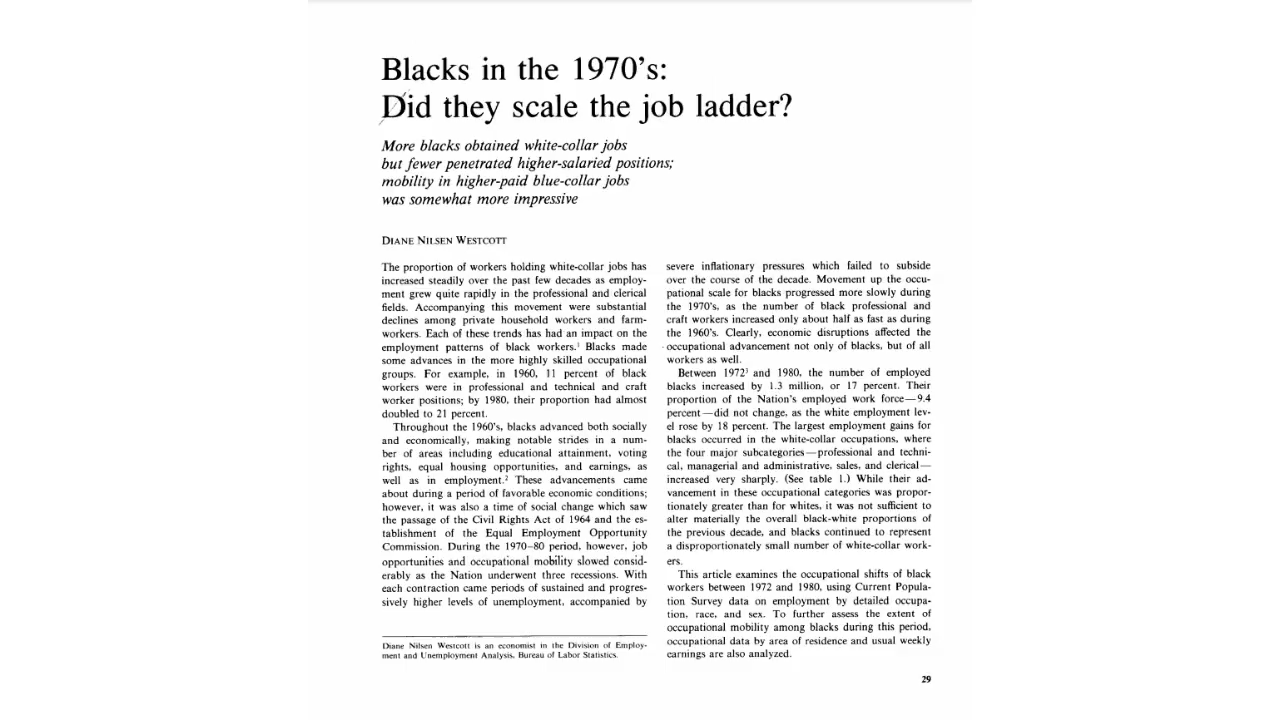 Blacks in the 1970's:
Did they scale the job ladder?
More blacks obtained white-collar jobs
but fewer penetrated higher-salaried positions;
mobility in higher-paid blue-collar jobs
was somewhat more impressive
DIANE NILSEN WESTCOTT
The proportion of workers holding white-collar jobs has
increased steadily over the past few decades as employ-
ment grew quite rapidly in the professional and clerical
fields. Accompanying this movement were substantial
declines among private household workers and farm-
workers. Each of these trends has had an impact on the
employment patterns of black workers.¹ Blacks made
some advances in the more highly skilled occupational
groups. For example, in 1960, 11 percent of black
workers were in professional and technical and craft
worker positions; by 1980, their proportion had almost
doubled to 21 percent.
Throughout the 1960's, blacks advanced both socially
and economically, making notable strides in a num-
ber of areas including educational attainment, voting
rights, equal housing opportunities, and earnings, as
well as in employment.² These advancements came
about during a period of favorable economic conditions;
however, it was also a time of social change which saw
the passage of the Civil Rights Act of 1964 and the es-
tablishment of the Equal Employment Opportunity
Commission. During the 1970–80 period, however, job
opportunities and occupational mobility slowed consid-
erably as the Nation underwent three recessions. With
each contraction came periods of sustained and progres-
sively higher levels of unemployment, accompanied by
Diane Nilsen Westcott is an economist in the Division of Employ-
ment and Unemployment Analysis, Bureau of Labor Statistics.
severe inflationary pressures which failed to subside
over the course of the decade. Movement up the occu-
pational scale for blacks progressed more slowly during
the 1970's, as the number of black professional and
craft workers increased only about half as fast as during
the 1960's. Clearly, economic disruptions affected the
occupational advancement not only of blacks, but of all
workers as well.
Between 1972³ and 1980, the number of employed
blacks increased by 1.3 million, or 17 percent. Their
proportion of the Nation's employed work force—9.4
percent—did not change, as the white employment lev-
el rose by 18 percent. The largest employment gains for
blacks occurred in the white-collar occupations, where
the four major subcategories—professional and techni-
cal, managerial and administrative, sales, and clerical—
increased very sharply. (See table 1.) While their ad-
vancement in these occupational categories was propor-
tionately greater than for whites, it was not sufficient to
alter materially the overall black-white proportions of
the previous decade, and blacks continued to represent
a disproportionately small number of white-collar work-
ers.
This article examines the occupational shifts of black
workers between 1972 and 1980, using Current Popula-
tion Survey data on employment by detailed occupa-
tion, race, and sex. To further assess the extent of
occupational mobility among blacks during this period,
occupational data by area of residence and usual weekly
earnings are also analyzed.
29